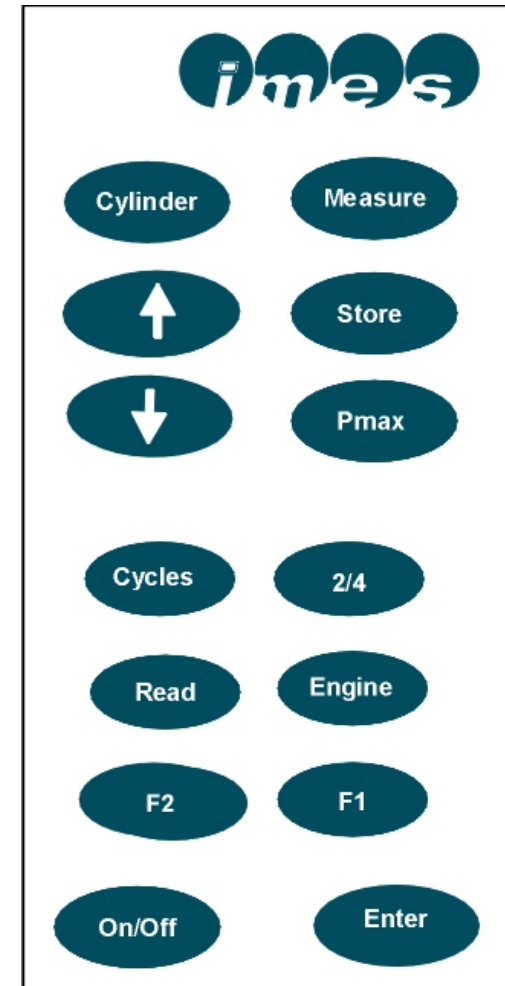 imes
Cylinder Measure
Store
Pmax
Cycles 2/4
Read Engine
F2 F1
On/Off Enter